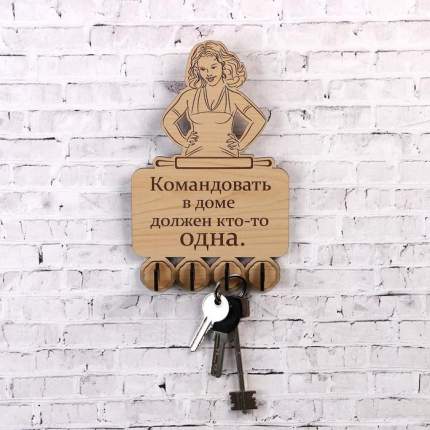 Командовать
в доме
должен кто-то
одна.